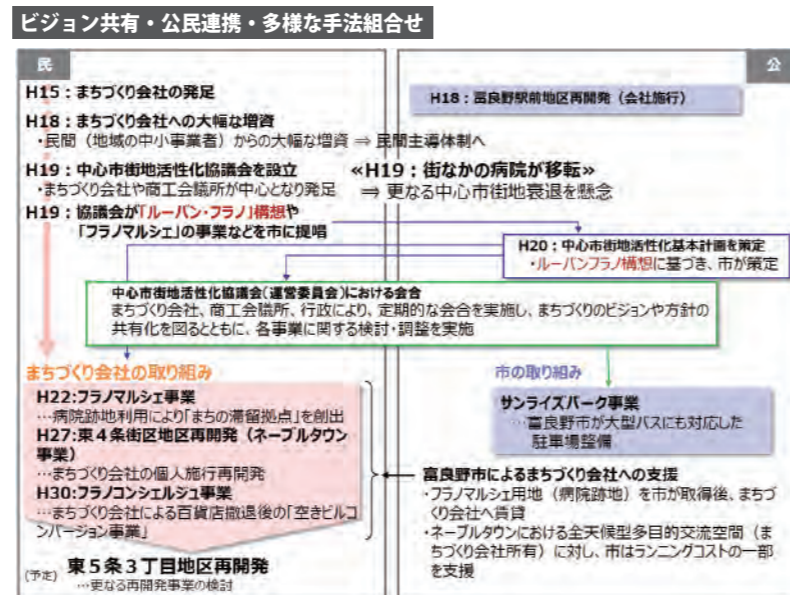 ビジョン共有・公民連携・多様な手法組合せ
民
公
H15：まちづくり会社の発足
H18：富良野駅前地区再開発（会社施行）
H18：まちづくり会社への大幅な増資
・民間（地域の中小事業者）からの大幅な増資 ⇒ 民間主導体制へ
H19：中心市街地活性化協議会を設立
・まちづくり会社や商工会議所が中心となり発足
≪H19：街なかの病院が移転≫
⇒ 更なる中心市街地衰退を懸念
H19：協議会が「ルーバン・フラノ」構想や
「フラノマルシェ」の事業などを市に提唱
H20：中心市街地活性化基本計画を策定
・ルーバンフラノ構想に基づき、市が策定
中心市街地活性化協議会（運営委員会）における会合
まちづくり会社、商工会議所、行政により、定期的な会合を実施し、まちづくりのビジョンや方針の
共有化を図るとともに、各事業に関する検討・調整を実施
まちづくり会社の取り組み
H22:フラノマルシェ事業
…病院跡地利用により「まちの滞留拠点」を創出
H27：東４条街区地区再開発（ネーブルタウン
事業）
…まちづくり会社の個人施行再開発
H30：フラノコンシェルジュ事業
…まちづくり会社による百貨店撤退後の「空きビルコ
ンバージョン事業」
(予定) 東５条３丁目地区再開発
…更なる再開発事業の検討
市の取り組み
サンライズパーク事業
…富良野市が大型バスにも対応した
駐車場整備
富良野市によるまちづくり会社への支援
・フラノマルシェ用地（病院跡地）を市が取得後、まちづ
くり会社へ賃貸
・ネーブルタウンにおける全天候型多目的交流空間（ま
ちづくり会社所有）に対し、市はランニングコストの一部
を支援